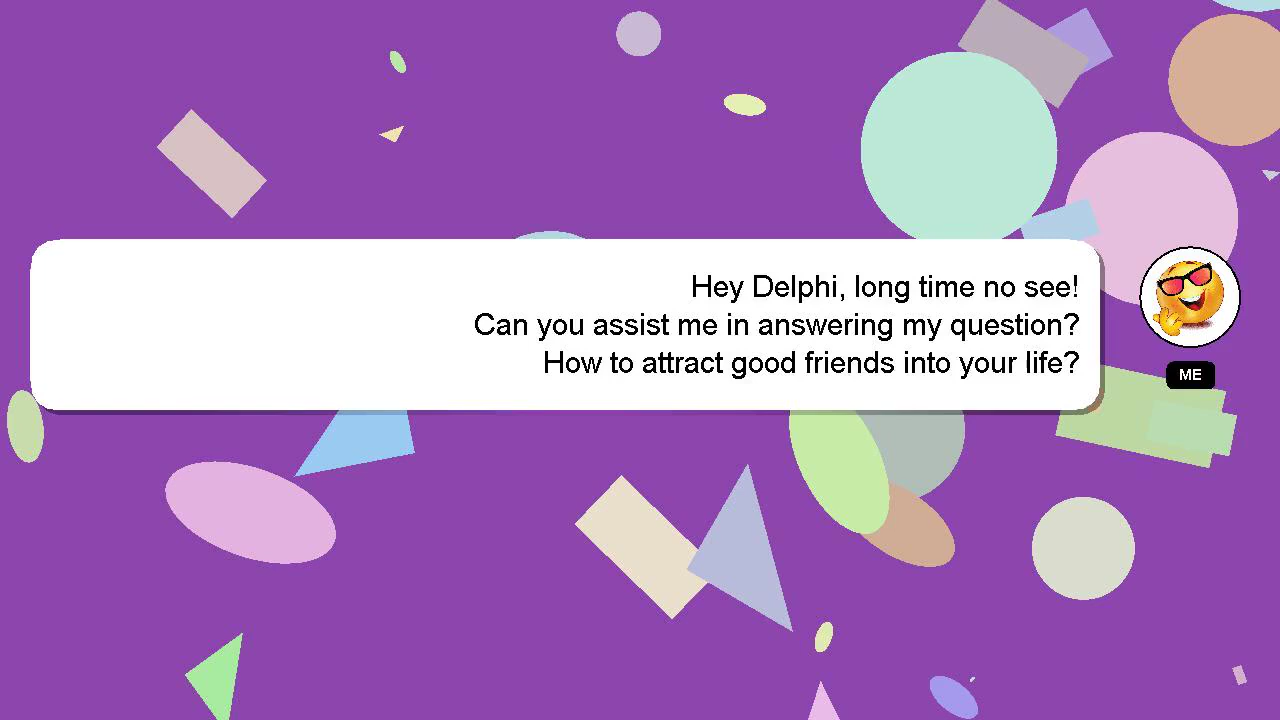 Hey Delphi, long time no see!
Can you assist me in answering my question?
How to attract good friends into your life?
ME